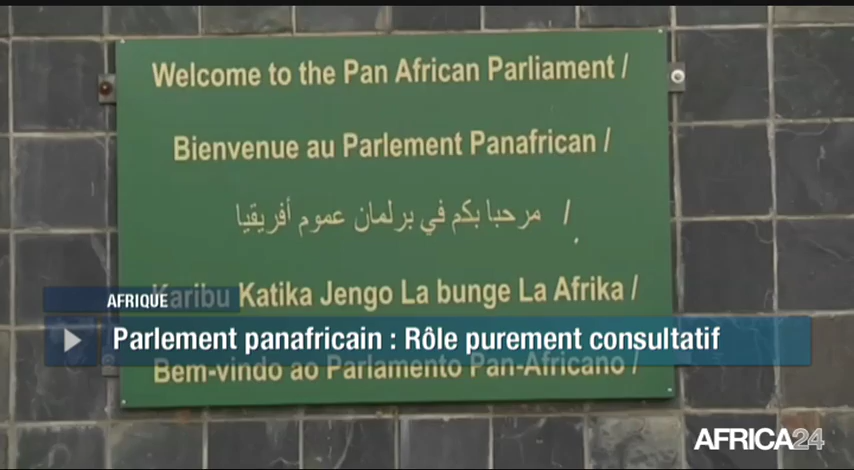 Welcome to the Pan African Parliament /
Bienvenue au Parlement Panafrican /
مرحبا بكم في برلمان عموم أفريقيا /
Karibu Katika Jengo La bunge La Afrika /
AFRIQUE
Parlement panafricain : Rôle purement consultatif
Bem-vindo ao Parlamento Pan-Africano /
AFRICA24